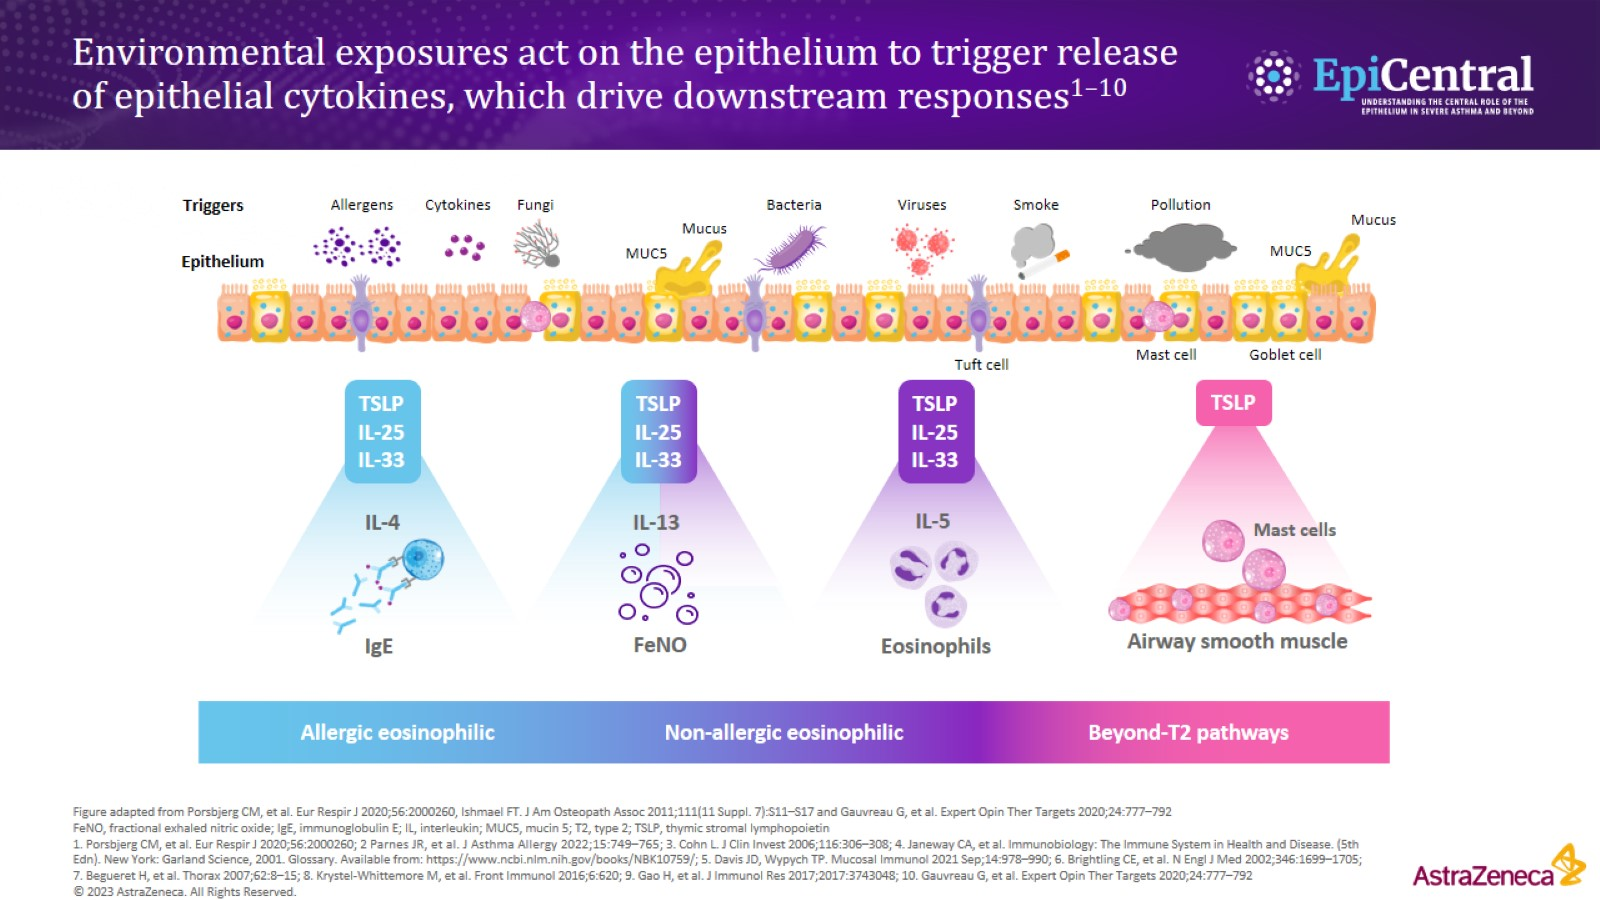 Environmental exposures act on the epithelium to trigger release
of epithelial cytokines, which drive downstream responses1–10
EpiCentral
UNDERSTANDING THE CENTRAL ROLE OF THE
EPITHELIUM IN SEVERE ASTHMA AND BEYOND
Triggers
Allergens
Cytokines
Fungi
Bacteria
Viruses
Smoke
Pollution
Mucus
Mucus
MUC5
MUC5
Epithelium
Tuft cell
Mast cell
Goblet cell
TSLP
IL-25
IL-33
TSLP
IL-25
IL-33
TSLP
IL-25
IL-33
TSLP
IL-4
IL-13
IL-5
Mast cells
IgE
FeNO
Eosinophils
Airway smooth muscle
Allergic eosinophilic
Non-allergic eosinophilic
Beyond-T2 pathways
Figure adapted from Porsbjerg CM, et al. Eur Respir J 2020;56:2000260, Ishmael FT. J Am Osteopath Assoc 2011;111(11 Suppl. 7):S11–S17 and Gauvreau G, et al. Expert Opin Ther Targets 2020;24:777–792
FeNO, fractional exhaled nitric oxide; IgE, immunoglobulin E; IL, interleukin; MUC5, mucin 5; T2, type 2; TSLP, thymic stromal lymphopoietin
1. Porsbjerg CM, et al. Eur Respir J 2020;56:2000260; 2 Parnes JR, et al. J Asthma Allergy 2022;15:749–765; 3. Cohn L. J Clin Invest 2006;116:306–308; 4. Janeway CA, et al. Immunobiology: The Immune System in Health and Disease. (5th
Edn). New York: Garland Science, 2001. Glossary. Available from: https://www.ncbi.nlm.nih.gov/books/NBK10759/; 5. Davis JD, Wypych TP. Mucosal Immunol 2021 Sep;14:978–990; 6. Brightling CE, et al. N Engl J Med 2002;346:1699–1705;
7. Begueret H, et al. Thorax 2007;62:8–15; 8. Krystel-Whittemore M, et al. Front Immunol 2016;6:620; 9. Gao H, et al. J Immunol Res 2017;2017:3743048; 10. Gauvreau G, et al. Expert Opin Ther Targets 2020;24:777–792
© 2023 AstraZeneca. All Rights Reserved.
AstraZeneca